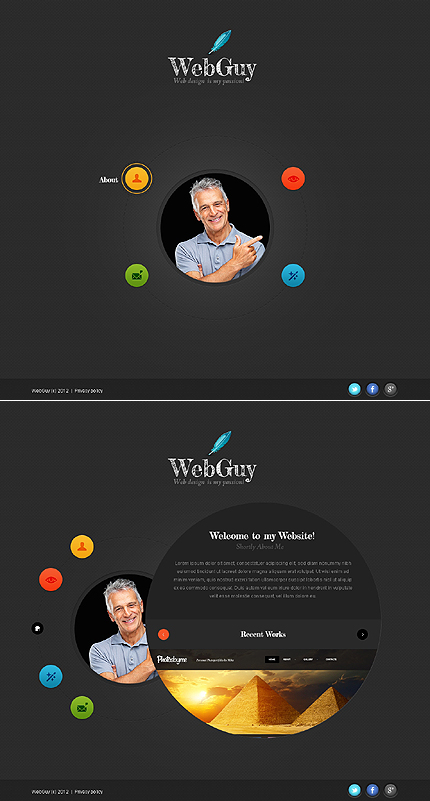 WebGuy
Web design is my passion!
About
WebGuy (c) 2012 | Privacy policy
WebGuy
Web design is my passion!
Welcome to my Website!
Shortly About Me
Lorem ipsum dolor sit amet, consectetuer adipiscing elit, sed diam nonummy nibh
euismod tincidunt ut laoreet dolore magna aliquam erat volutpat. Ut wisi enim ad
minim veniam, quis nostrud exerci tation ullamcorper suscipit lobortis nisl ut aliquip
ex ea commodo consequat. Duis autem vel eum iriure dolor in hendrerit in vulputate
velit esse molestie consequat, vel illum dolore eu.
Recent Works
HOME ABOUT GALLERY CONTACTS
WebGuy (c) 2012 | Privacy policy